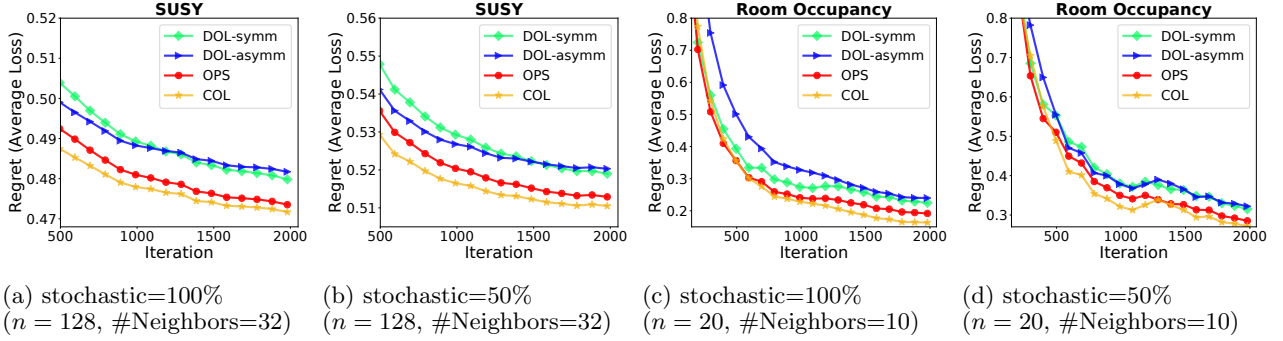 SUSY
0.52
0.51
0.50
0.49
0.48
0.47
Regret (Average Loss)
DOL-symm
DOL-asymm
OPS
COL
500 1000 1500 2000
Iteration
SUSY
0.56
0.55
0.54
0.53
0.52
0.51
Regret (Average Loss)
DOL-symm
DOL-asymm
OPS
COL
500 1000 1500 2000
Iteration
Room Occupancy
0.8
0.7
0.6
0.5
0.4
0.3
0.2
Regret (Average Loss)
DOL-symm
DOL-asymm
OPS
COL
500 1000 1500 2000
Iteration
Room Occupancy
0.8
0.7
0.6
0.5
0.4
0.3
Regret (Average Loss)
DOL-symm
DOL-asymm
OPS
COL
500 1000 1500 2000
Iteration
(a) stochastic=100%
(n = 128, #Neighbors=32)
(b) stochastic=50%
(n = 128, #Neighbors=32)
(c) stochastic=100%
(n = 20, #Neighbors=10)
(d) stochastic=50%
(n = 20, #Neighbors=10)